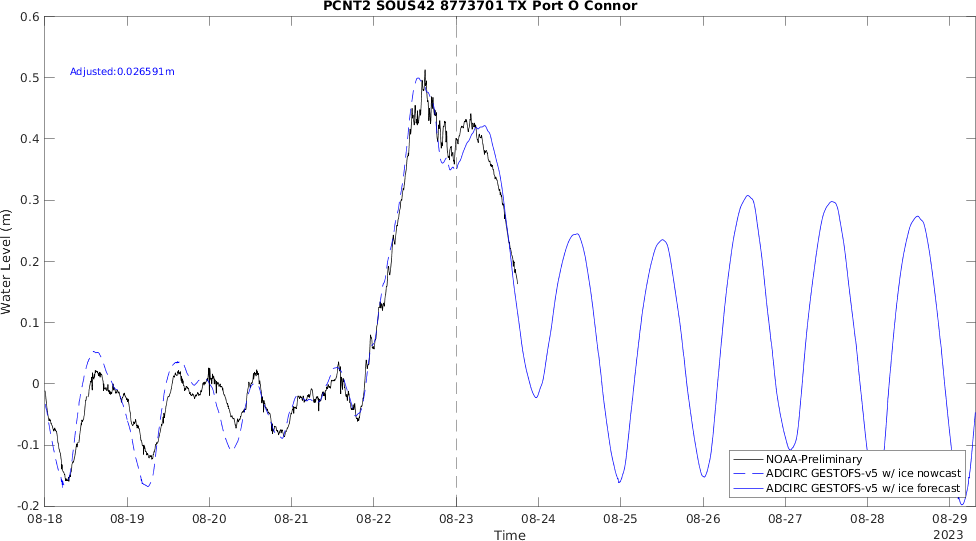 PCNT2 SOUS42 8773701 TX Port O Connor
0.6
0.5
0.4
0.3
0.2
0.1
0
-0.1
-0.2
Water Level (m)
Adjusted:0.026591m
NOAA-Preliminary
ADCIRC GESTOFS-v5 w/ ice nowcast
ADCIRC GESTOFS-v5 w/ ice forecast
08-18 08-19 08-20 08-21 08-22 08-23 08-24 08-25 08-26 08-27 08-28 08-29
2023
Time